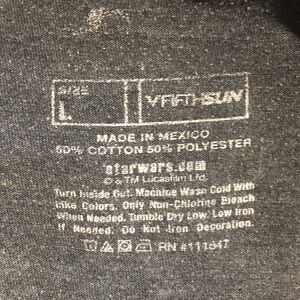 SIZE
L
FIFTHSUN
MADE IN MEXICO
50% COTTON 50% POLYESTER
starwars.com
© & TM Lucasfilm Ltd.
Turn Inside Out. Machine Wash Cold With
Like Colors. Only Non-Chlorine Bleach
When Needed. Tumble Dry Low. Low Iron
If Needed. Do Not Iron Decoration.
RN #111647